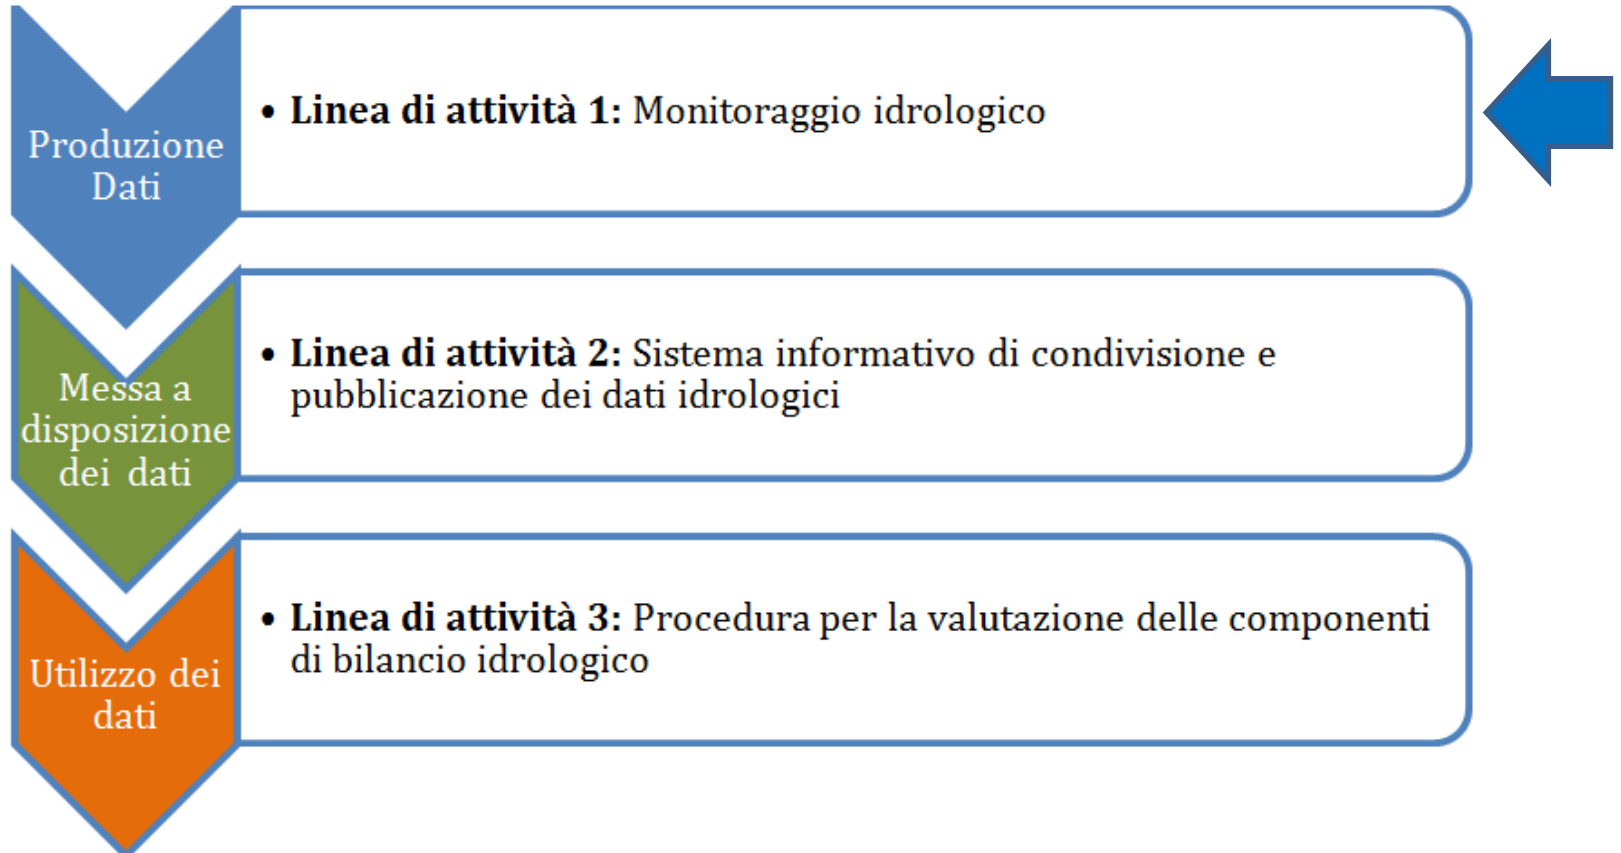 Produzione
Dati
• Linea di attività 1: Monitoraggio idrologico
Messa a
disposizione
dei dati
• Linea di attività 2: Sistema informativo di condivisione e
pubblicazione dei dati idrologici
Utilizzo dei
dati
• Linea di attività 3: Procedura per la valutazione delle componenti
di bilancio idrologico